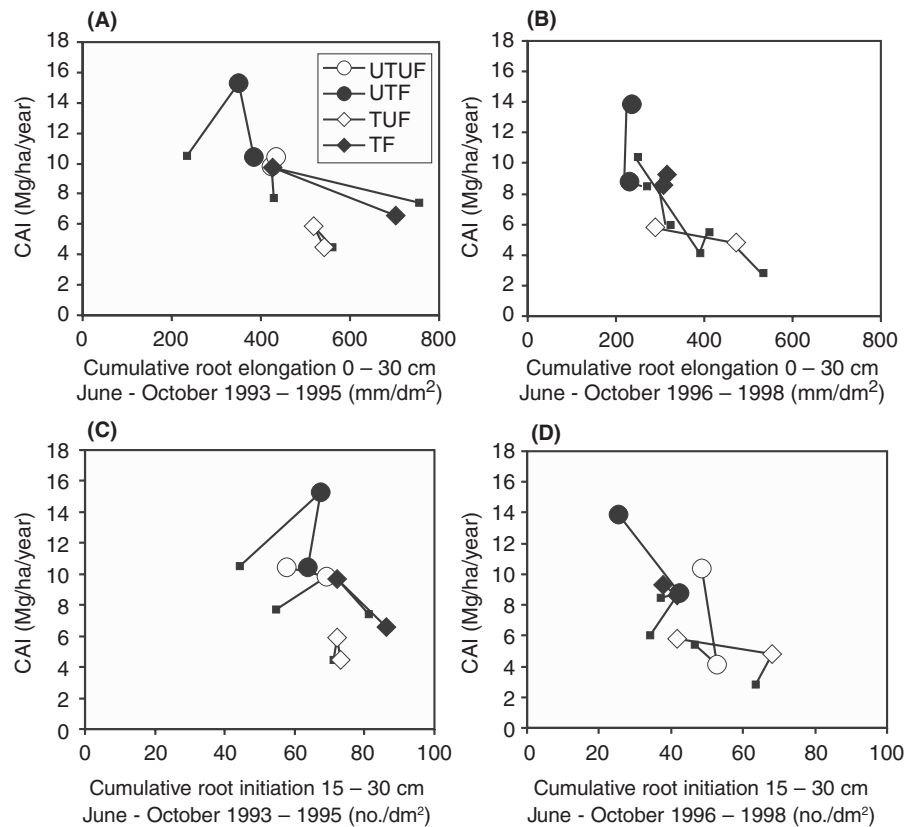 (A)
CAI (Mg/ha/year)
18
16
14
12
10
8
6
4
2
0
UTUF
UTF
TUF
TF
0 200 400 600 800
Cumulative root elongation 0 – 30 cm
June - October 1993 – 1995 (mm/dm²)
(B)
CAI (Mg/ha/year)
18
16
14
12
10
8
6
4
2
0
0 200 400 600 800
Cumulative root elongation 0 – 30 cm
June - October 1996 – 1998 (mm/dm²)
(C)
CAI (Mg/ha/year)
18
16
14
12
10
8
6
4
2
0
0 20 40 60 80 100
Cumulative root initiation 15 – 30 cm
June - October 1993 – 1995 (no./dm²)
(D)
CAI (Mg/ha/year)
18
16
14
12
10
8
6
4
2
0
0 20 40 60 80 100
Cumulative root initiation 15 – 30 cm
June - October 1996 – 1998 (no./dm²)